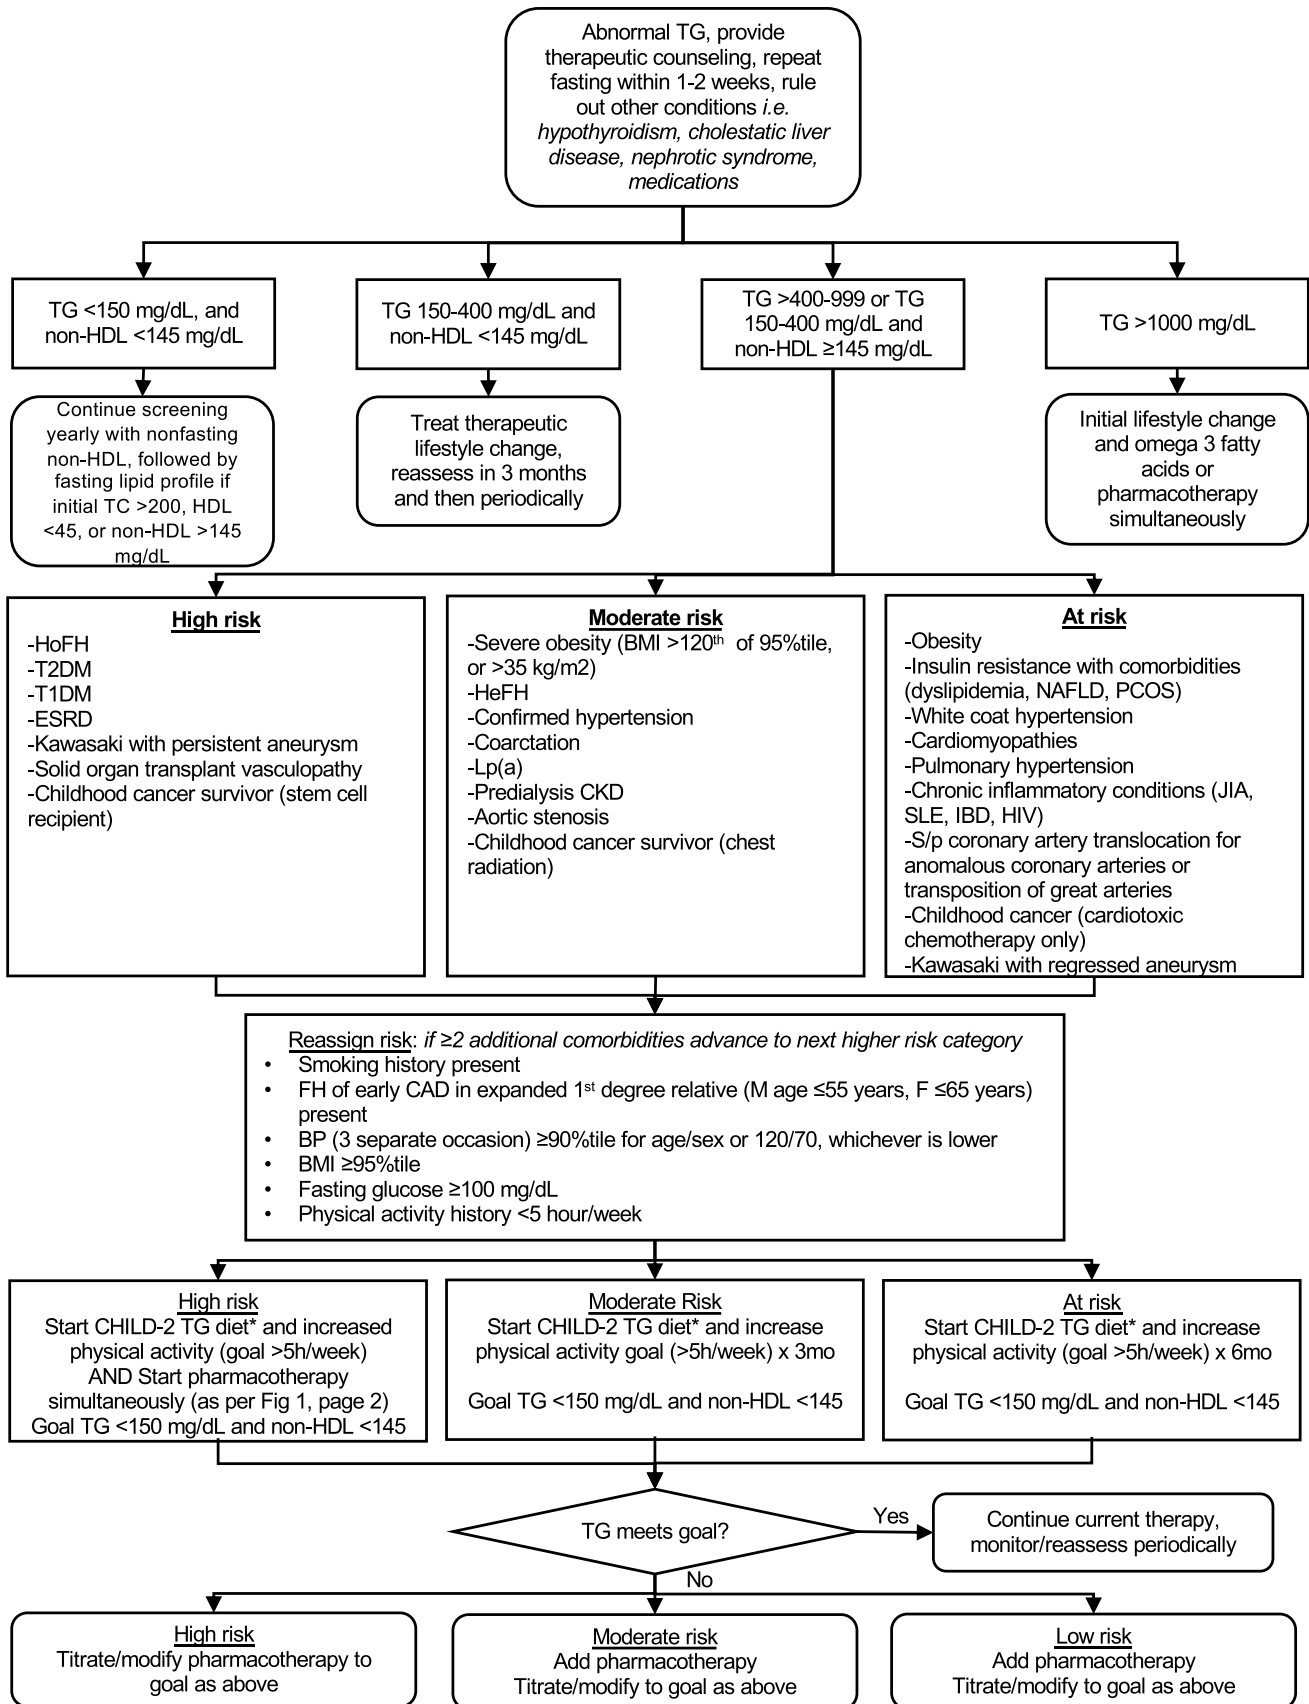 Abnormal TG, provide
therapeutic counseling, repeat
fasting within 1-2 weeks, rule
out other conditions i.e.
hypothyroidism, cholestatic liver
disease, nephrotic syndrome,
medications
TG <150 mg/dL, and
non-HDL <145 mg/dL
TG 150-400 mg/dL and
non-HDL <145 mg/dL
TG >400-999 or TG
150-400 mg/dL and
non-HDL ≥145 mg/dL
TG >1000 mg/dL
Continue screening
yearly with nonfasting
non-HDL, followed by
fasting lipid profile if
initial TC >200, HDL
<45, or non-HDL >145
mg/dL
Treat therapeutic
lifestyle change,
reassess in 3 months
and then periodically
Initial lifestyle change
and omega 3 fatty
acids or
pharmacotherapy
simultaneously
High risk
-HoFH
-T2DM
-T1DM
-ESRD
-Kawasaki with persistent aneurysm
-Solid organ transplant vasculopathy
-Childhood cancer survivor (stem cell
recipient)
Moderate risk
-Severe obesity (BMI >120th of 95%tile,
or >35 kg/m2)
-HeFH
-Confirmed hypertension
-Coarctation
-Lp(a)
-Predialysis CKD
-Aortic stenosis
-Childhood cancer survivor (chest
radiation)
At risk
-Obesity
-Insulin resistance with comorbidities
(dyslipidemia, NAFLD, PCOS)
-White coat hypertension
-Cardiomyopathies
-Pulmonary hypertension
-Chronic inflammatory conditions (JIA,
SLE, IBD, HIV)
-S/p coronary artery translocation for
anomalous coronary arteries or
transposition of great arteries
-Childhood cancer (cardiotoxic
chemotherapy only)
-Kawasaki with regressed aneurysm
Reassign risk: if ≥2 additional comorbidities advance to next higher risk category
• Smoking history present
• FH of early CAD in expanded 1st degree relative (M age ≤55 years, F ≤65 years)
present
• BP (3 separate occasion) ≥90%tile for age/sex or 120/70, whichever is lower
• BMI ≥95%tile
• Fasting glucose ≥100 mg/dL
• Physical activity history <5 hour/week
High risk
Start CHILD-2 TG diet* and increased
physical activity (goal >5h/week)
AND Start pharmacotherapy
simultaneously (as per Fig 1, page 2)
Goal TG <150 mg/dL and non-HDL <145
Moderate Risk
Start CHILD-2 TG diet* and increase
physical activity goal (>5h/week) x 3mo
Goal TG <150 mg/dL and non-HDL <145
At risk
Start CHILD-2 TG diet* and increase
physical activity (goal >5h/week) x 6mo
Goal TG <150 mg/dL and non-HDL <145
TG meets goal?
Yes
Continue current therapy,
monitor/reassess periodically
No
High risk
Titrate/modify pharmacotherapy to
goal as above
Moderate risk
Add pharmacotherapy
Titrate/modify to goal as above
Low risk
Add pharmacotherapy
Titrate/modify to goal as above